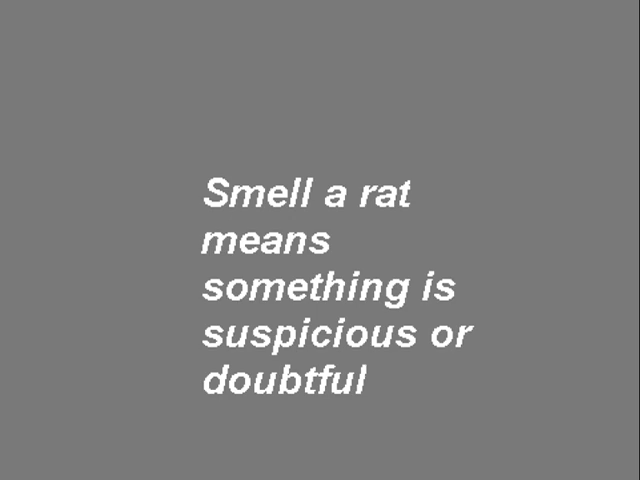 Smell a rat
means
something is
suspicious or
doubtful